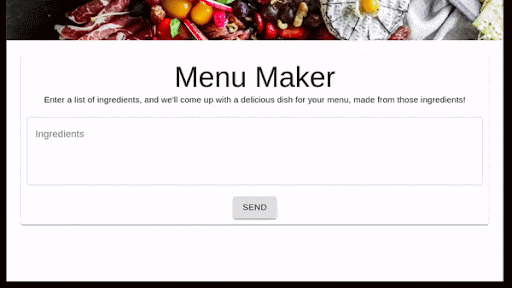 Menu Maker
Enter a list of ingredients, and we'll come up with a delicious dish for your menu, made from those ingredients!
Ingredients
SEND